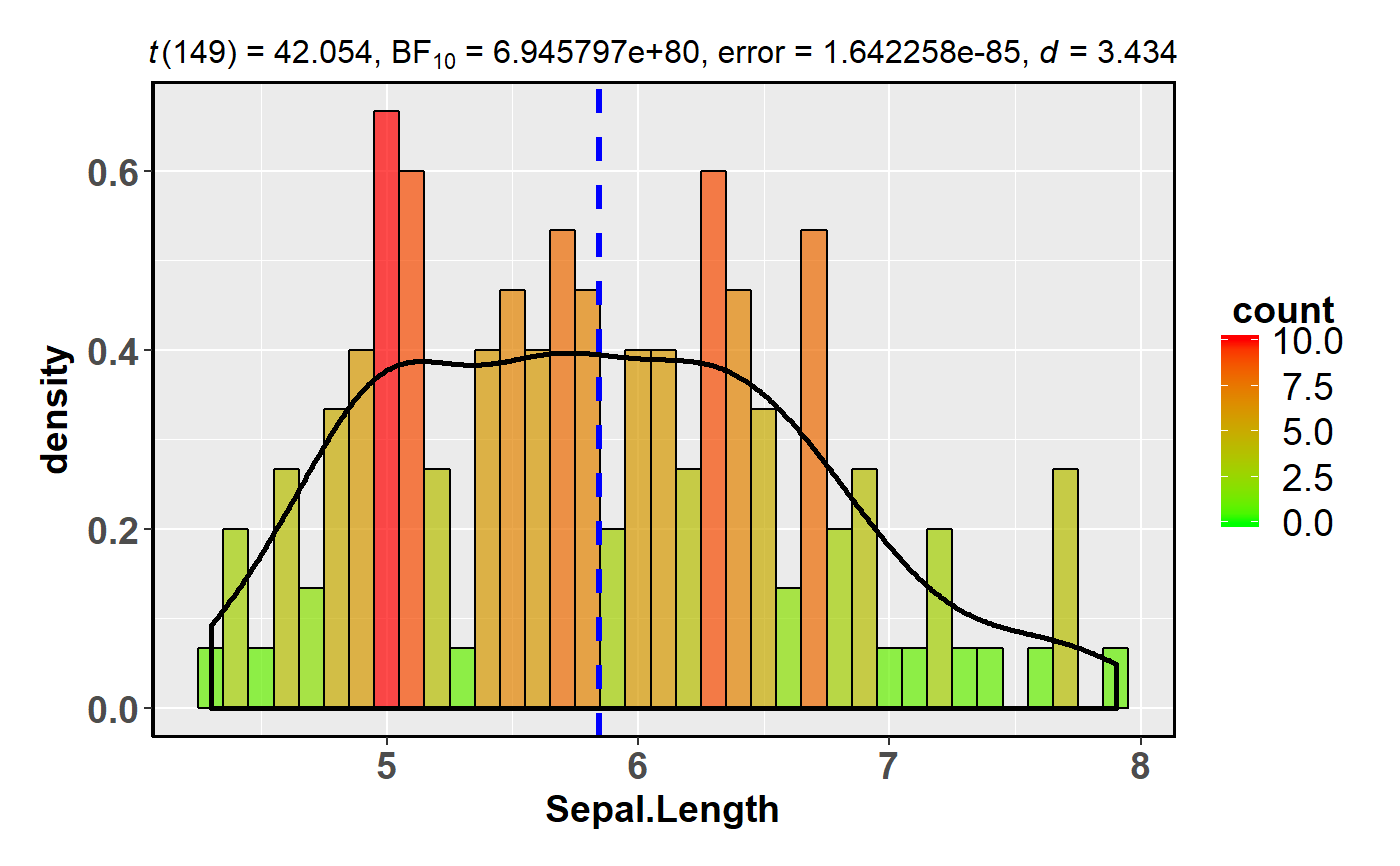 t(149) = 42.054, BF₁₀ = 6.945797e+80, error = 1.642258e-85, d = 3.434
density
0.6
0.4
0.2
0.0
5 6 7 8
Sepal.Length
count
10.0
7.5
5.0
2.5
0.0